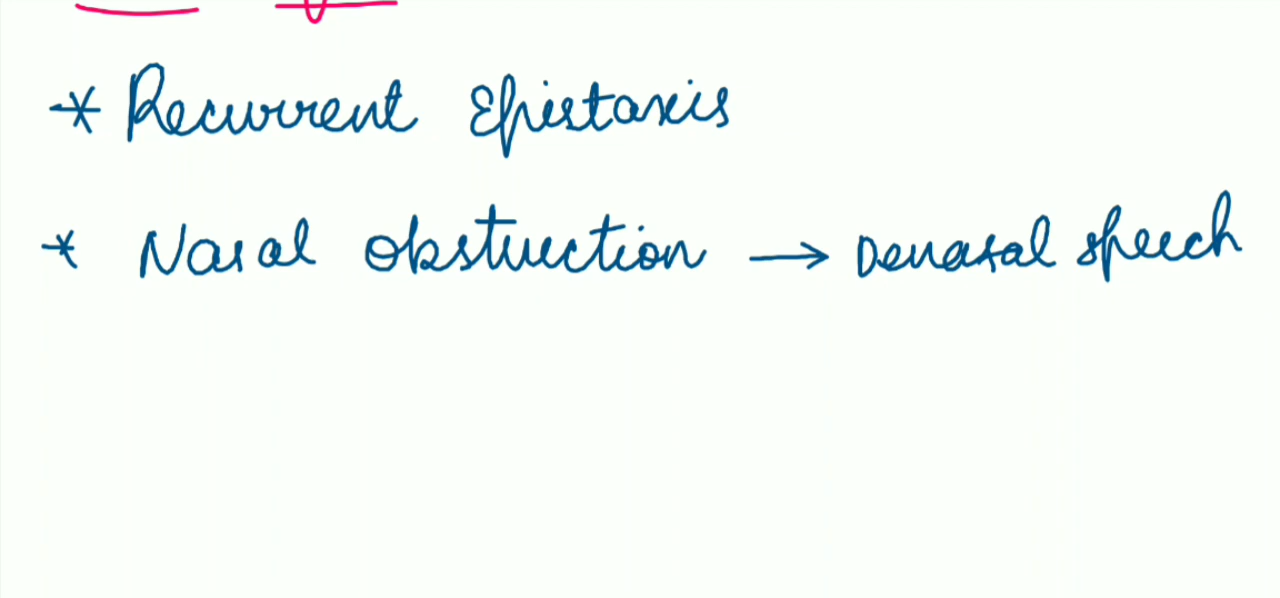 * Recurrent Epistaxis
* Nasal obstruction → Denasal speech